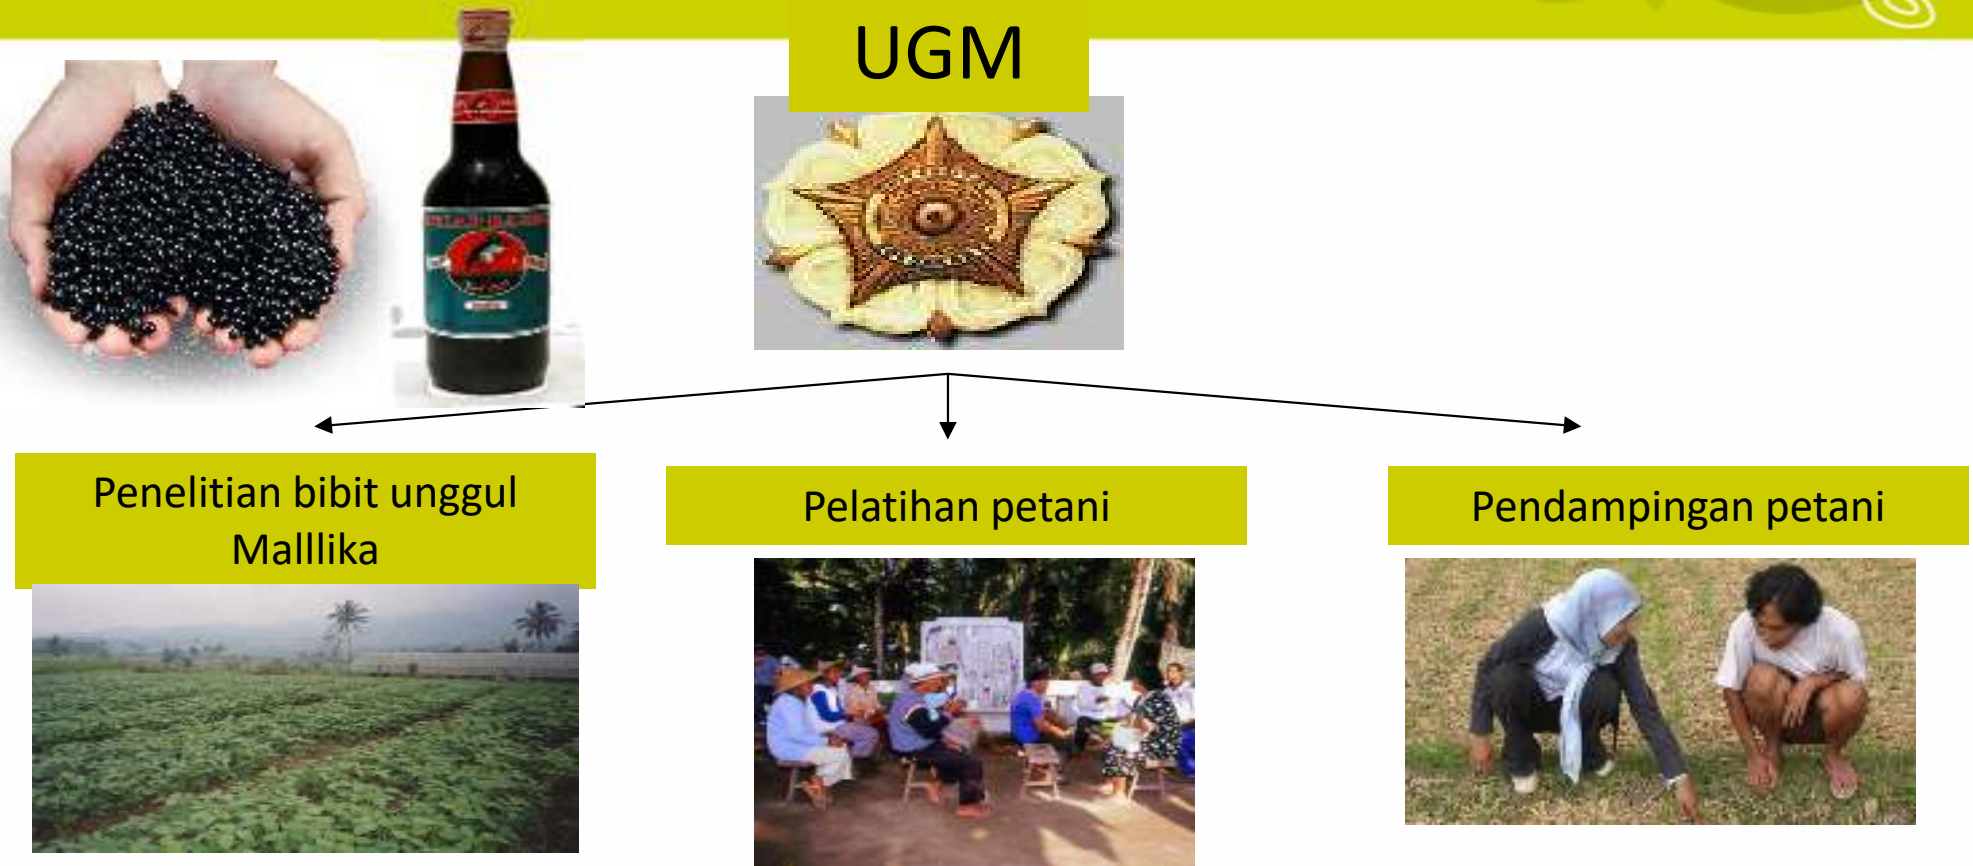 UGM
Penelitian bibit unggul
Malllika
Pelatihan petani
Pendampingan petani